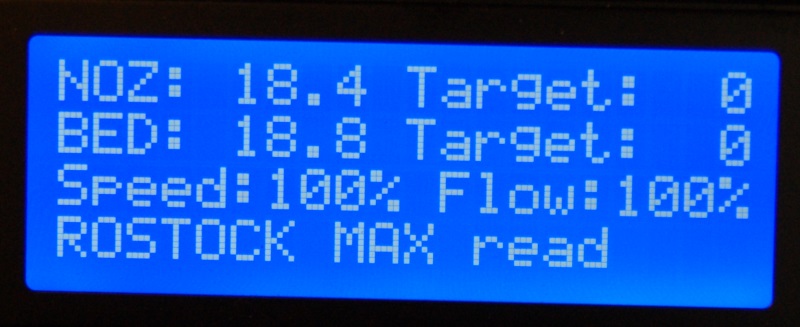 NOZ: 18.4 Target: 0
BED: 18.8 Target: 0
Speed:100% Flow:100%
ROSTOCK MAX read